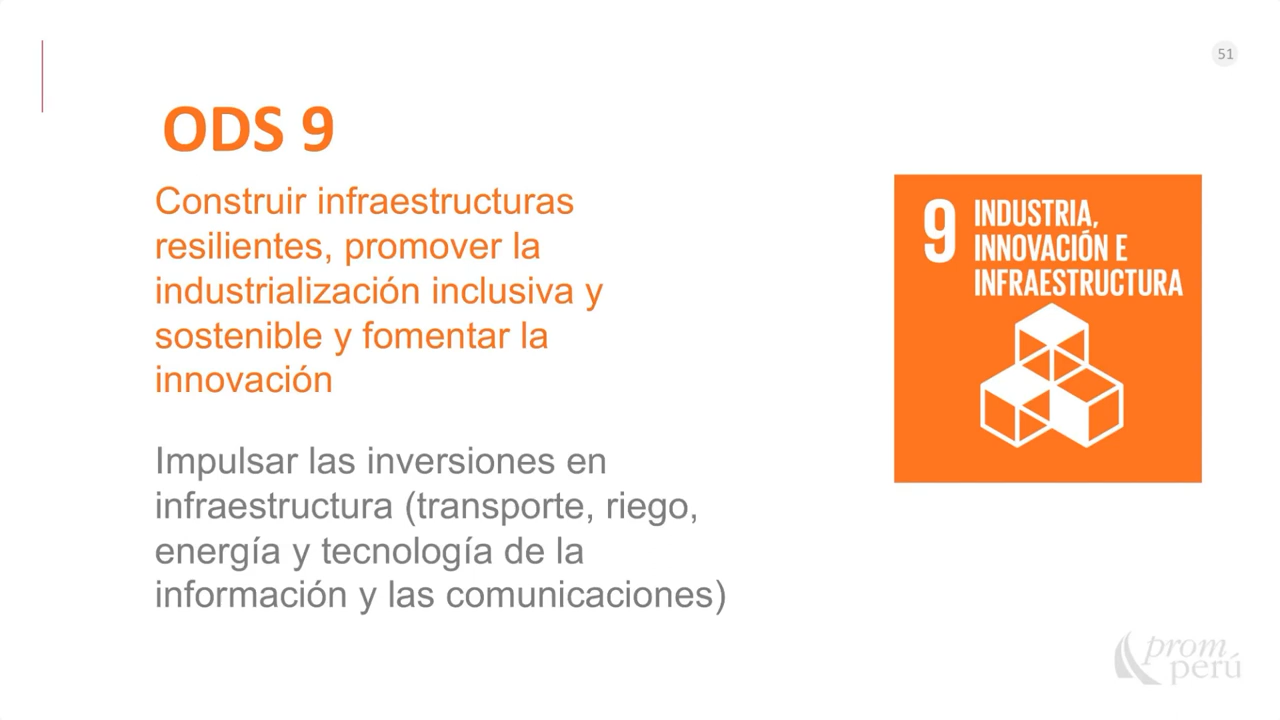 51
ODS 9
Construir infraestructuras
resilientes, promover la
industrialización inclusiva y
sostenible y fomentar la
innovación
Impulsar las inversiones en
infraestructura (transporte, riego,
energía y tecnología de la
información y las comunicaciones)
9 INDUSTRIA,
INNOVACIÓN E
INFRAESTRUCTURA
prom
perú